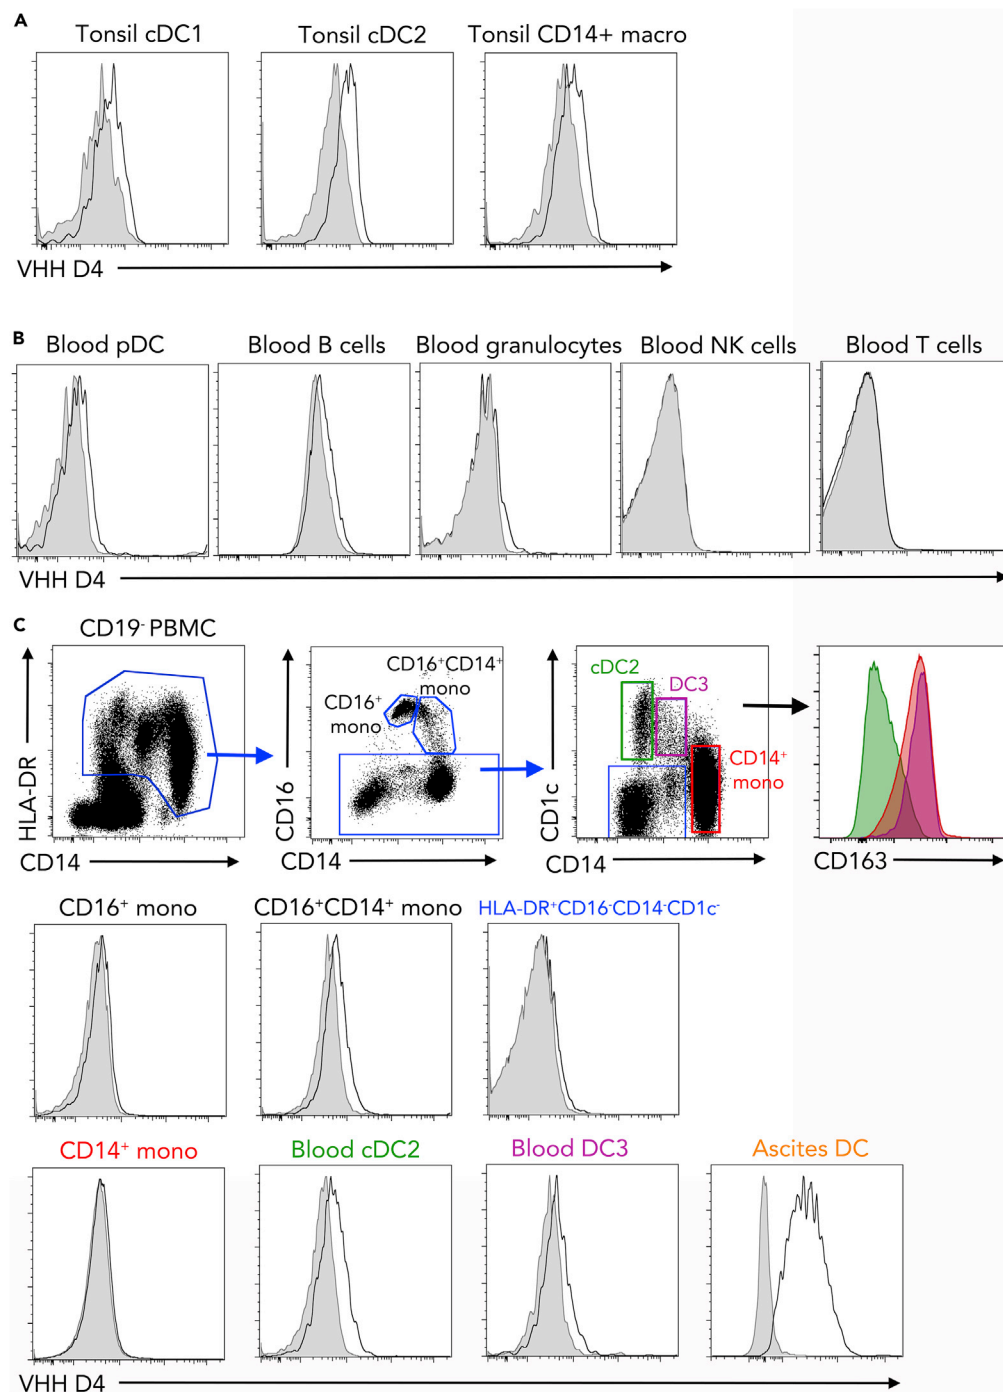 A
Tonsil cDC1
Tonsil cDC2
Tonsil CD14+ macro
VHH D4
B
Blood pDC
Blood B cells
Blood granulocytes
Blood NK cells
Blood T cells
VHH D4
C
CD19⁻ PBMC
HLA-DR
CD14
CD16⁺CD14⁺
mono
CD16⁺
mono
CD16
CD14
cDC2
DC3
CD14⁺
mono
CD1c
CD14
CD163
CD16⁺ mono
CD16⁺CD14⁺ mono
HLA-DR⁺CD16⁻CD14⁻CD1c⁻
CD14⁺ mono
Blood cDC2
Blood DC3
Ascites DC
VHH D4